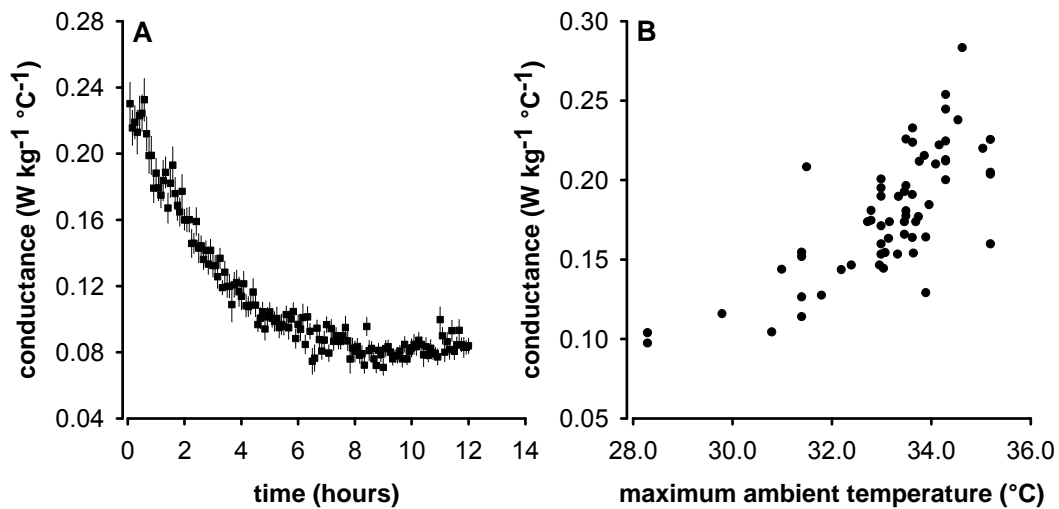 A
0.28
0.24
0.20
0.16
0.12
0.08
0.04
conductance (W kg⁻¹ °C⁻¹)
0 2 4 6 8 10 12 14
time (hours)
B
0.30
0.25
0.20
0.15
0.10
0.05
conductance (W kg⁻¹ °C⁻¹)
28.0 30.0 32.0 34.0 36.0
maximum ambient temperature (°C)